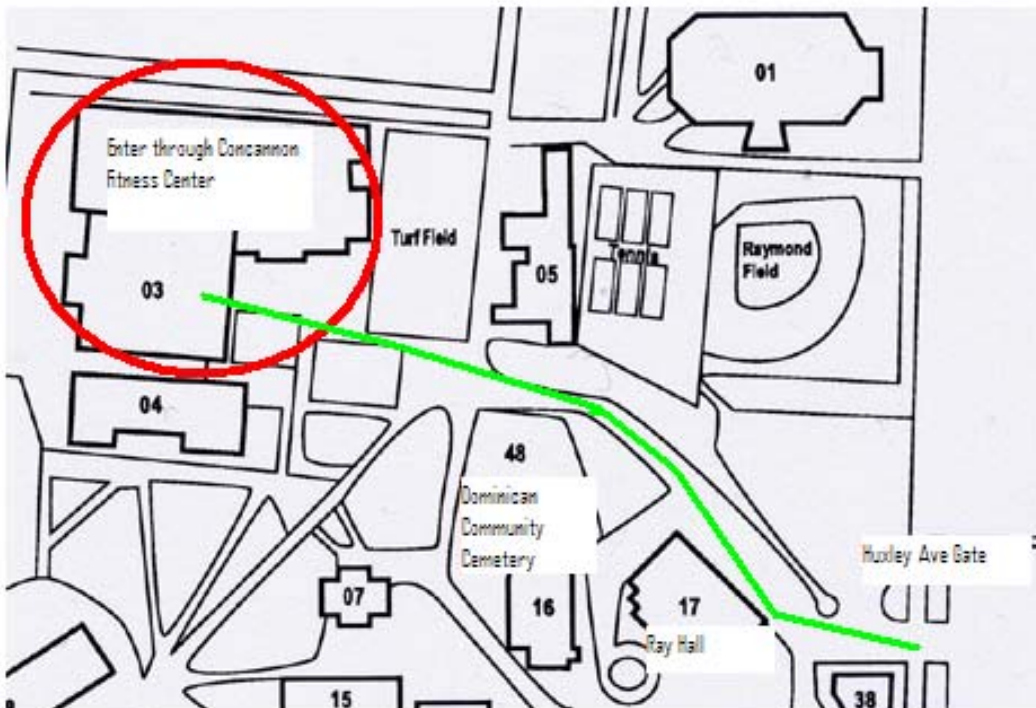 01
Enter through Concannon
Fitness Center
Turf Field
Tennis
Raymond
Field
05
03
04
48
Dominican
Community
Cemetery
Huxley Ave Gate
07
16
17
Ray Hall
15
38